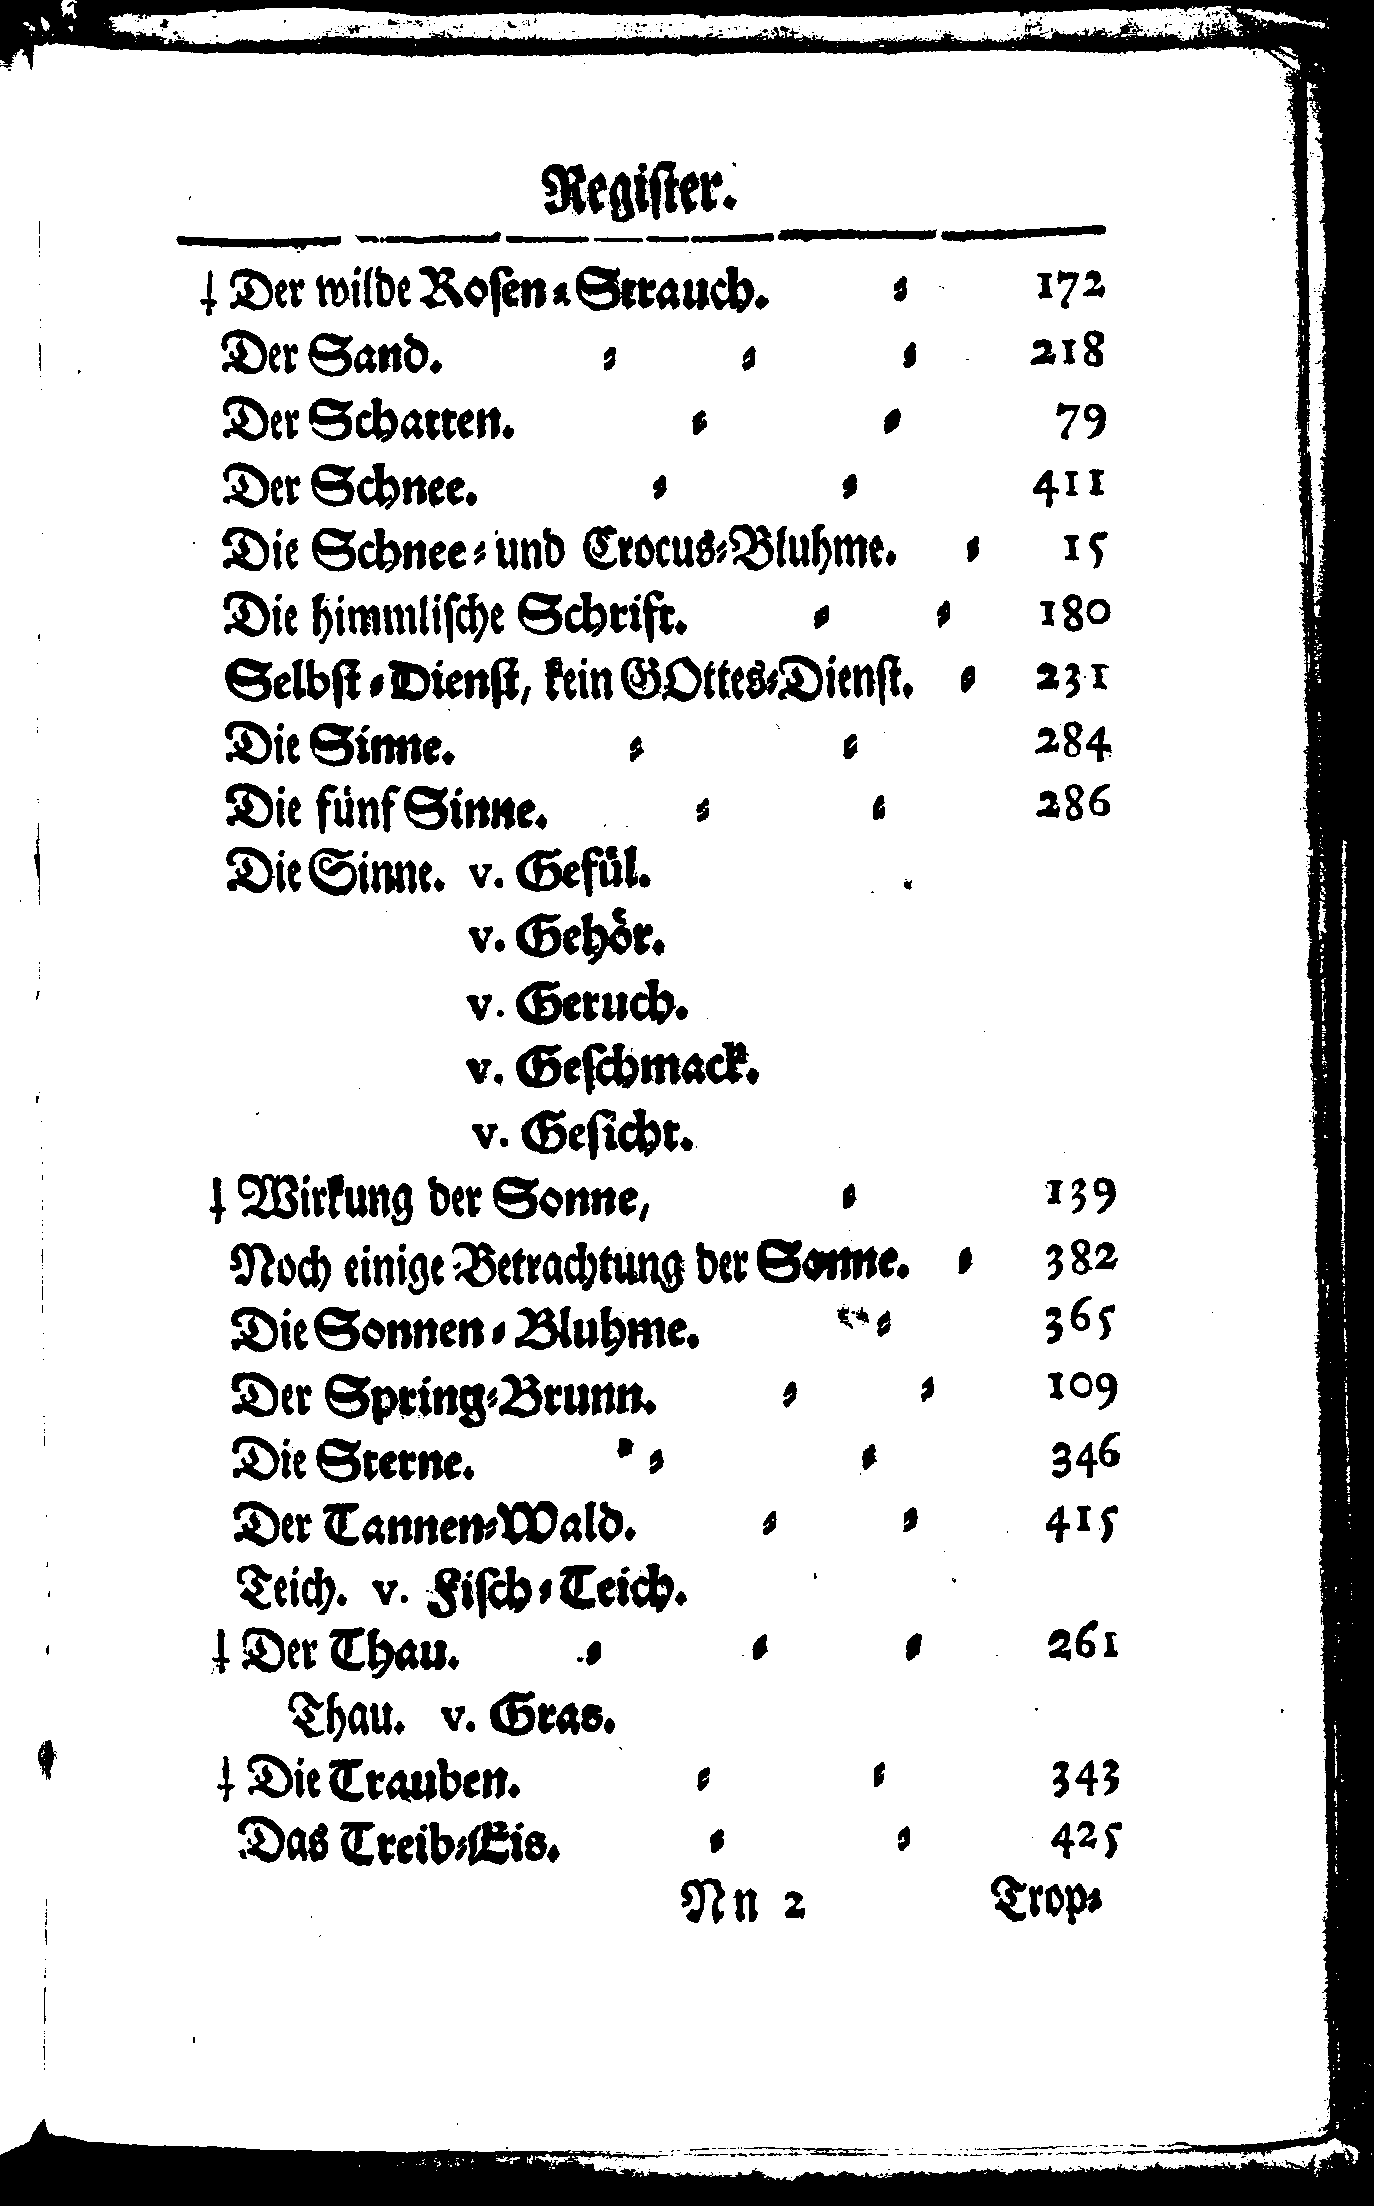 Regiſter.
† Der wilde Roſen⸗Strauch. ⸗ 172
Der Sand. ⸗ ⸗ ⸗ 218
Der Schatten. ⸗ ⸗ 79
Der Schnee. ⸗ ⸗ 411
Die Schnee⸗und Crocus⸗Bluhme. ⸗ 15
Die himmliſche Schrift. ⸗ ⸗ 180
Selbſt⸗Dienſt, kein GOttes⸗Dienſt. ⸗ 231
Die Sinne. ⸗ ⸗ 284
Die fünf Sinne. ⸗ ⸗ 286
Die Sinne. v. Gefül.
v. Gehoͤr.
v. Geruch.
v. Geſchmack.
v. Geſicht.
† Wirkung der Sonne, ⸗ 139
Noch einige Betrachtung der Sonne. ⸗ 382
Die Sonnen⸗Bluhme. ⸗ 365
Der Spring⸗Brunn. ⸗ ⸗ 109
Die Sterne. ⸗ ⸗ 346
Der Tannen⸗Wald. ⸗ ⸗ 415
Teich. v. Fiſch⸗Teich.
† Der Thau. ⸗ ⸗ ⸗ 261
Thau. v. Gras.
† Die Trauben. ⸗ ⸗ 343
Das Treib⸗Eis. ⸗ ⸗ 425
Nn 2 Trop⸗